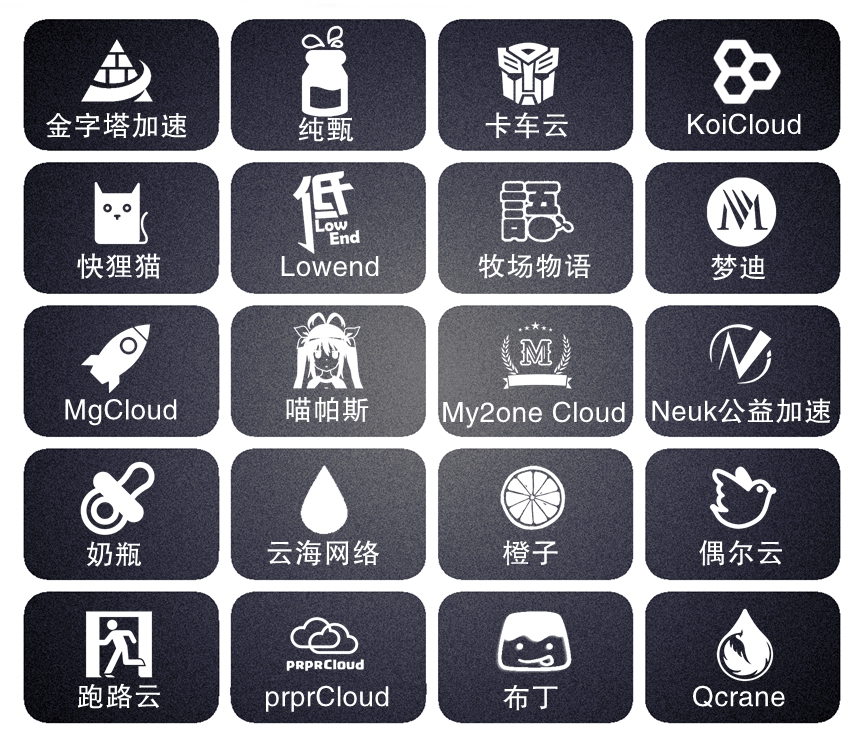 金字塔加速
纯甄
卡车云
KoiCloud
快狸猫
低
Low
End
Lowend
語
牧场物语
M
梦迪
MgCloud
喵帕斯
M
My2one Cloud
N
Neuk公益加速
奶瓶
云海网络
橙子
偶尔云
跑路云
PRPRCloud
prprCloud
布丁
Qcrane